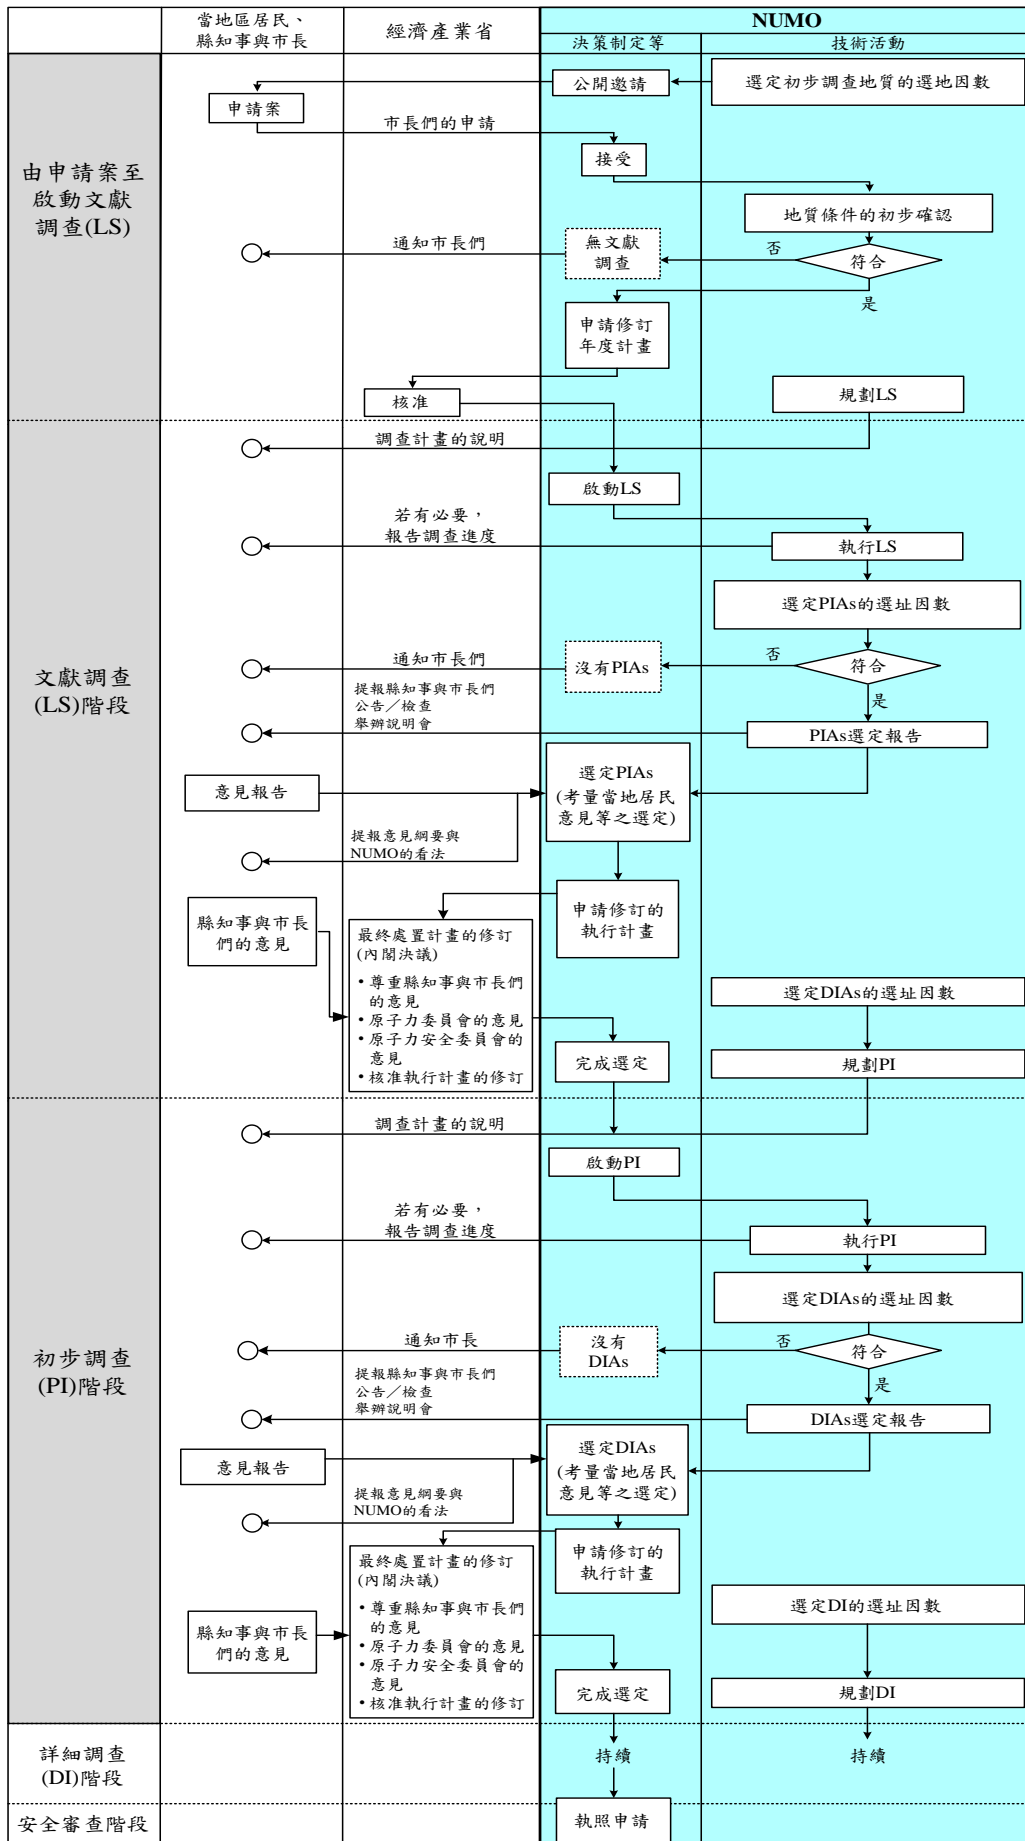 當地區居民、
縣知事與市長
經濟產業省
NUMO
決策制定等
技術活動
由申請案至
啟動文獻
調查(LS)
公開邀請
選定初步調查地質的選地因數
申請案
市長們的申請
接受
地質條件的初步確認
通知市長們
無文獻
調查
否
符合
是
申請修訂
年度計畫
核准
規劃LS
文獻調查
(LS)階段
調查計畫的說明
啟動LS
若有必要，
報告調查進度
執行LS
選定PIAs的選址因數
通知市長們
沒有PIAs
否
符合
是
提報縣知事與市長們
公告／檢查
舉辦說明會
PIAs選定報告
意見報告
選定PIAs
(考量當地居民
意見等之選定)
提報意見綱要與
NUMO的看法
申請修訂的
執行計畫
縣知事與市長
們的意見
最終處置計畫的修訂
(內閣決議)
•尊重縣知事與市長們
的意見
•原子力委員會的意見
•原子力安全委員會的
意見
•核准執行計畫的修訂
選定DIAs的選址因數
完成選定
規劃PI
初步調查
(PI)階段
調查計畫的說明
啟動PI
若有必要，
報告調查進度
執行PI
選定DIAs的選址因數
通知市長
沒有
DIAs
否
符合
是
提報縣知事與市長們
公告／檢查
舉辦說明會
DIAs選定報告
意見報告
選定DIAs
(考量當地居民
意見等之選定)
提報意見綱要與
NUMO的看法
申請修訂的
執行計畫
縣知事與市長
們的意見
最終處置計畫的修訂
(內閣決議)
•尊重縣知事與市長們
的意見
•原子力委員會的意見
•原子力安全委員會的
意見
•核准執行計畫的修訂
選定DI的選址因數
完成選定
規劃DI
詳細調查
(DI)階段
持續
持續
安全審查階段
執照申請